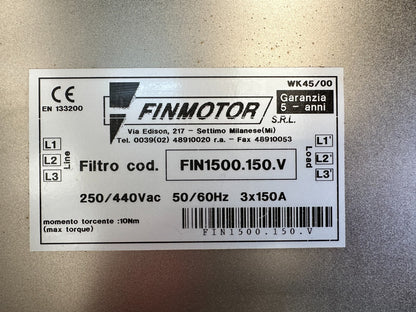 CE
EN 133200
WK45/00
FINMOTOR
S.R.L.
Garanzia
5 - anni
Via Edison, 217 - Settimo Milanese(Mi)
Tel. 0039(02) 48910020 r.a. - Fax 48910053
L1
L2
L3
Line
Filtro cod.
FIN1500.150.V
Load
L1'
L2'
L3'
250/440Vac 50/60Hz 3x150A
momento torcente :10Nm
(max torque)
FIN1500.150.V